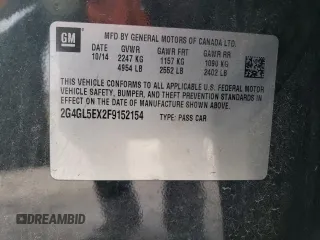 GM
MFD BY GENERAL MOTORS OF CANADA LTD.
DATE GVWR GAWR FRT GAWR RR
10/14 2247 KG 1157 KG 1090 KG
4954 LB 2552 LB 2402 LB
THIS VEHICLE CONFORMS TO ALL APPLICABLE U.S. FEDERAL MOTOR
VEHICLE SAFETY, BUMPER, AND THEFT PREVENTION STANDARDS
IN EFFECT ON THE DATE OF MANUFACTURE SHOWN ABOVE.
2G4GL5EX2F9152154 TYPE: PASS CAR
DREAMBID